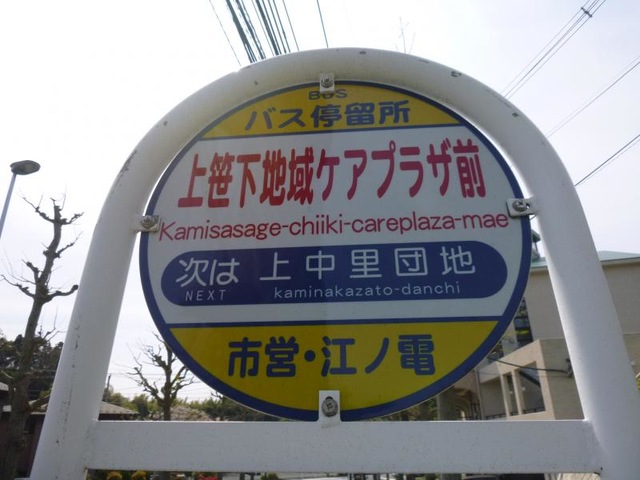 BUS
バス停留所
上笹下地域ケアプラザ前
Kamisasage-chiiki-careplaza-mae
次は 上中里団地
NEXT kaminakazato-danchi
市営・江ノ電